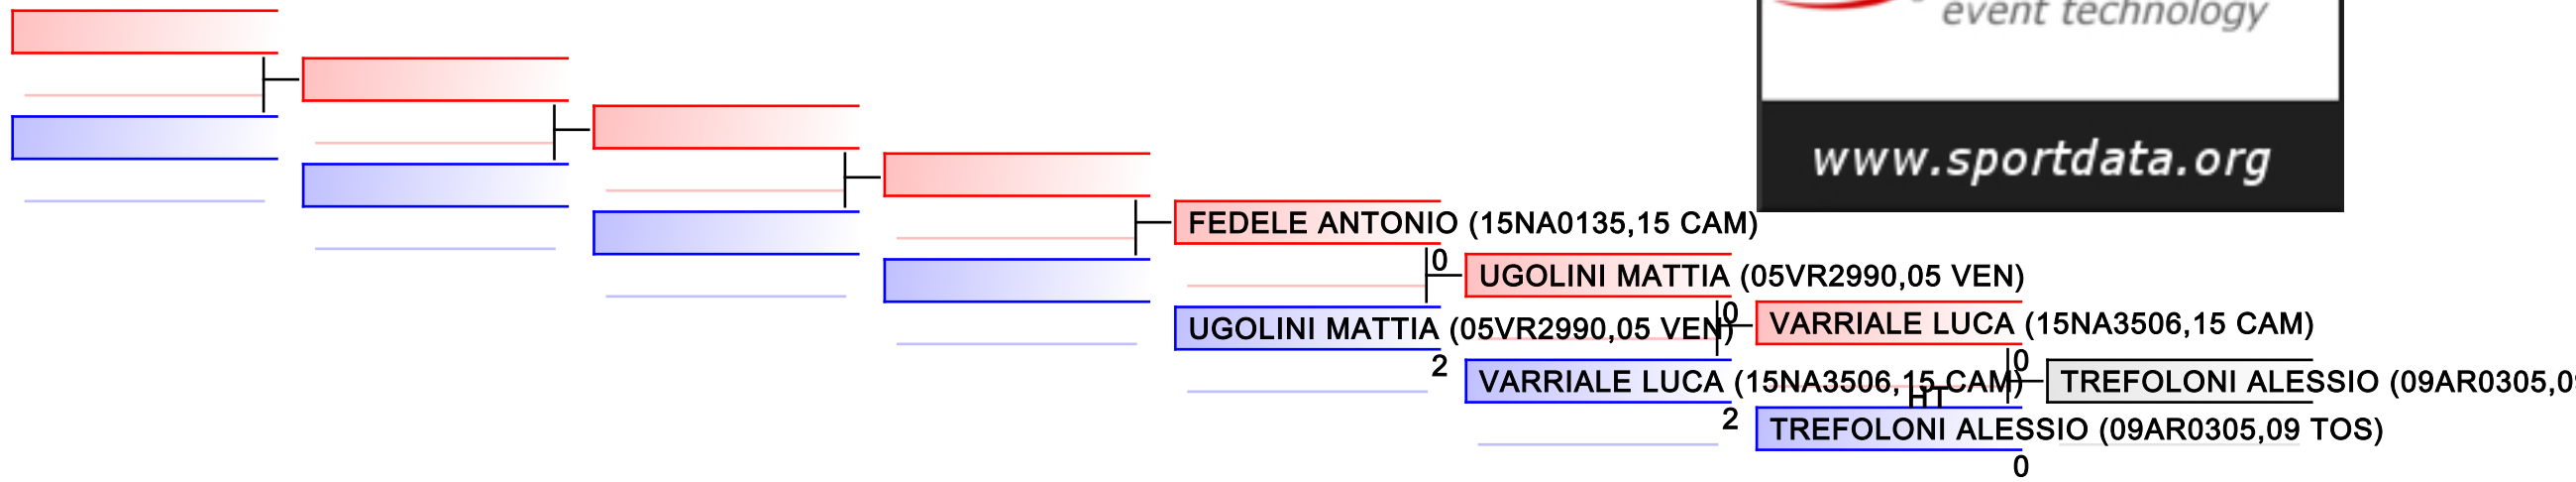 event technology
www.sportdata.org
FEDELE ANTONIO (15NA0135,15 CAM)
0
UGOLINI MATTIA (05VR2990,05 VEN)
UGOLINI MATTIA (05VR2990,05 VEN)
0
VARRIALE LUCA (15NA3506,15 CAM)
2
VARRIALE LUCA (15NA3506,15 CAM)
0
TREFOLONI ALESSIO (09AR0305,09
HT
2
TREFOLONI ALESSIO (09AR0305,09 TOS)
0